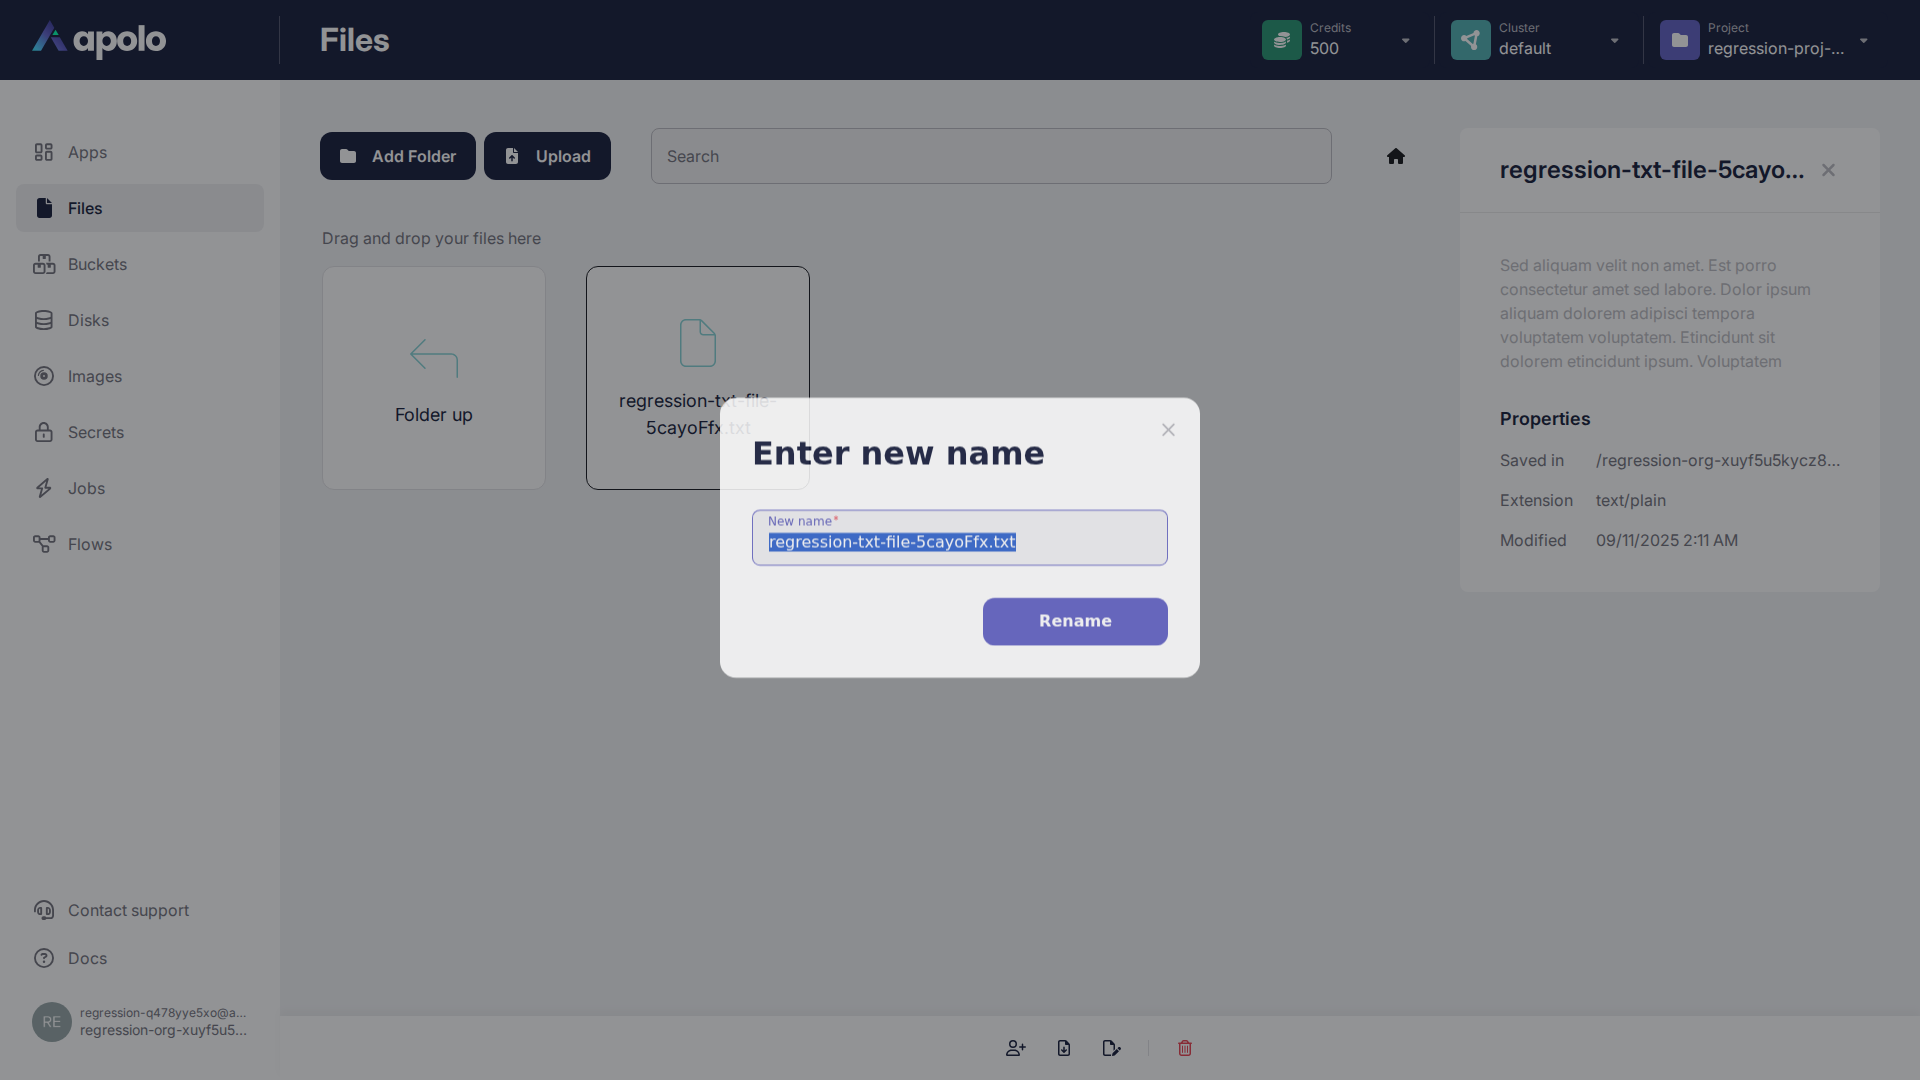 apolo
Files
Credits
500
Cluster
default
Project
regression-proj-...
Apps
Files
Buckets
Disks
Images
Secrets
Jobs
Flows
Contact support
Docs
RE
regression-q478yye5xo@a...
regression-org-xuyf5u5...
Add Folder
Upload
Search
Drag and drop your files here
Folder up
regression-txt-file-
5cayoFfx.txt
Enter new name
New name*
regression-txt-file-5cayoFfx.txt
Rename
regression-txt-file-5cayo...
Sed aliquam velit non amet. Est porro
consectetur amet sed labore. Dolor ipsum
aliquam dolorem adipisci tempora
voluptatem voluptatem. Etincidunt sit
dolorem etincidunt ipsum. Voluptatem
Properties
Saved in /regression-org-xuyf5u5kycz8...
Extension text/plain
Modified 09/11/2025 2:11 AM